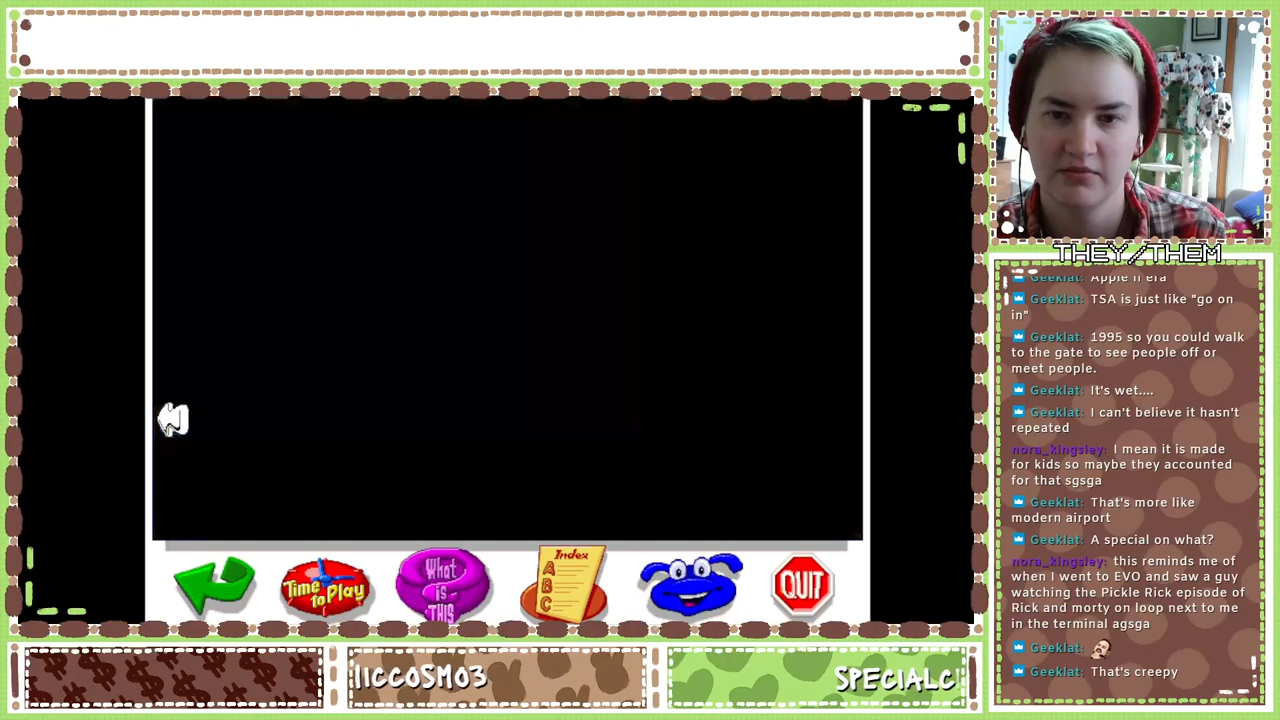 THEY/THEM
Geeklat: Apple II era
Geeklat: TSA is just like "go on
in"
Geeklat: 1995 so you could walk
to the gate to see people off or
meet people.
Geeklat: It's wet....
Geeklat: I can't believe it hasn't
repeated
nora_kingsley: I mean it is made
for kids so maybe they accounted
for that sgsga
Geeklat: That's more like
modern airport
Geeklat: A special on what?
nora_kingsley: this reminds me of
when I went to EVO and saw a guy
watching the Pickle Rick episode of
Rick and morty on loop next to me
in the terminal agsga
Geeklat:
Geeklat: That's creepy
Time to Play
What
is
THIS
Index
A
B
C
QUIT
IICCOSMO3
SPECIALC